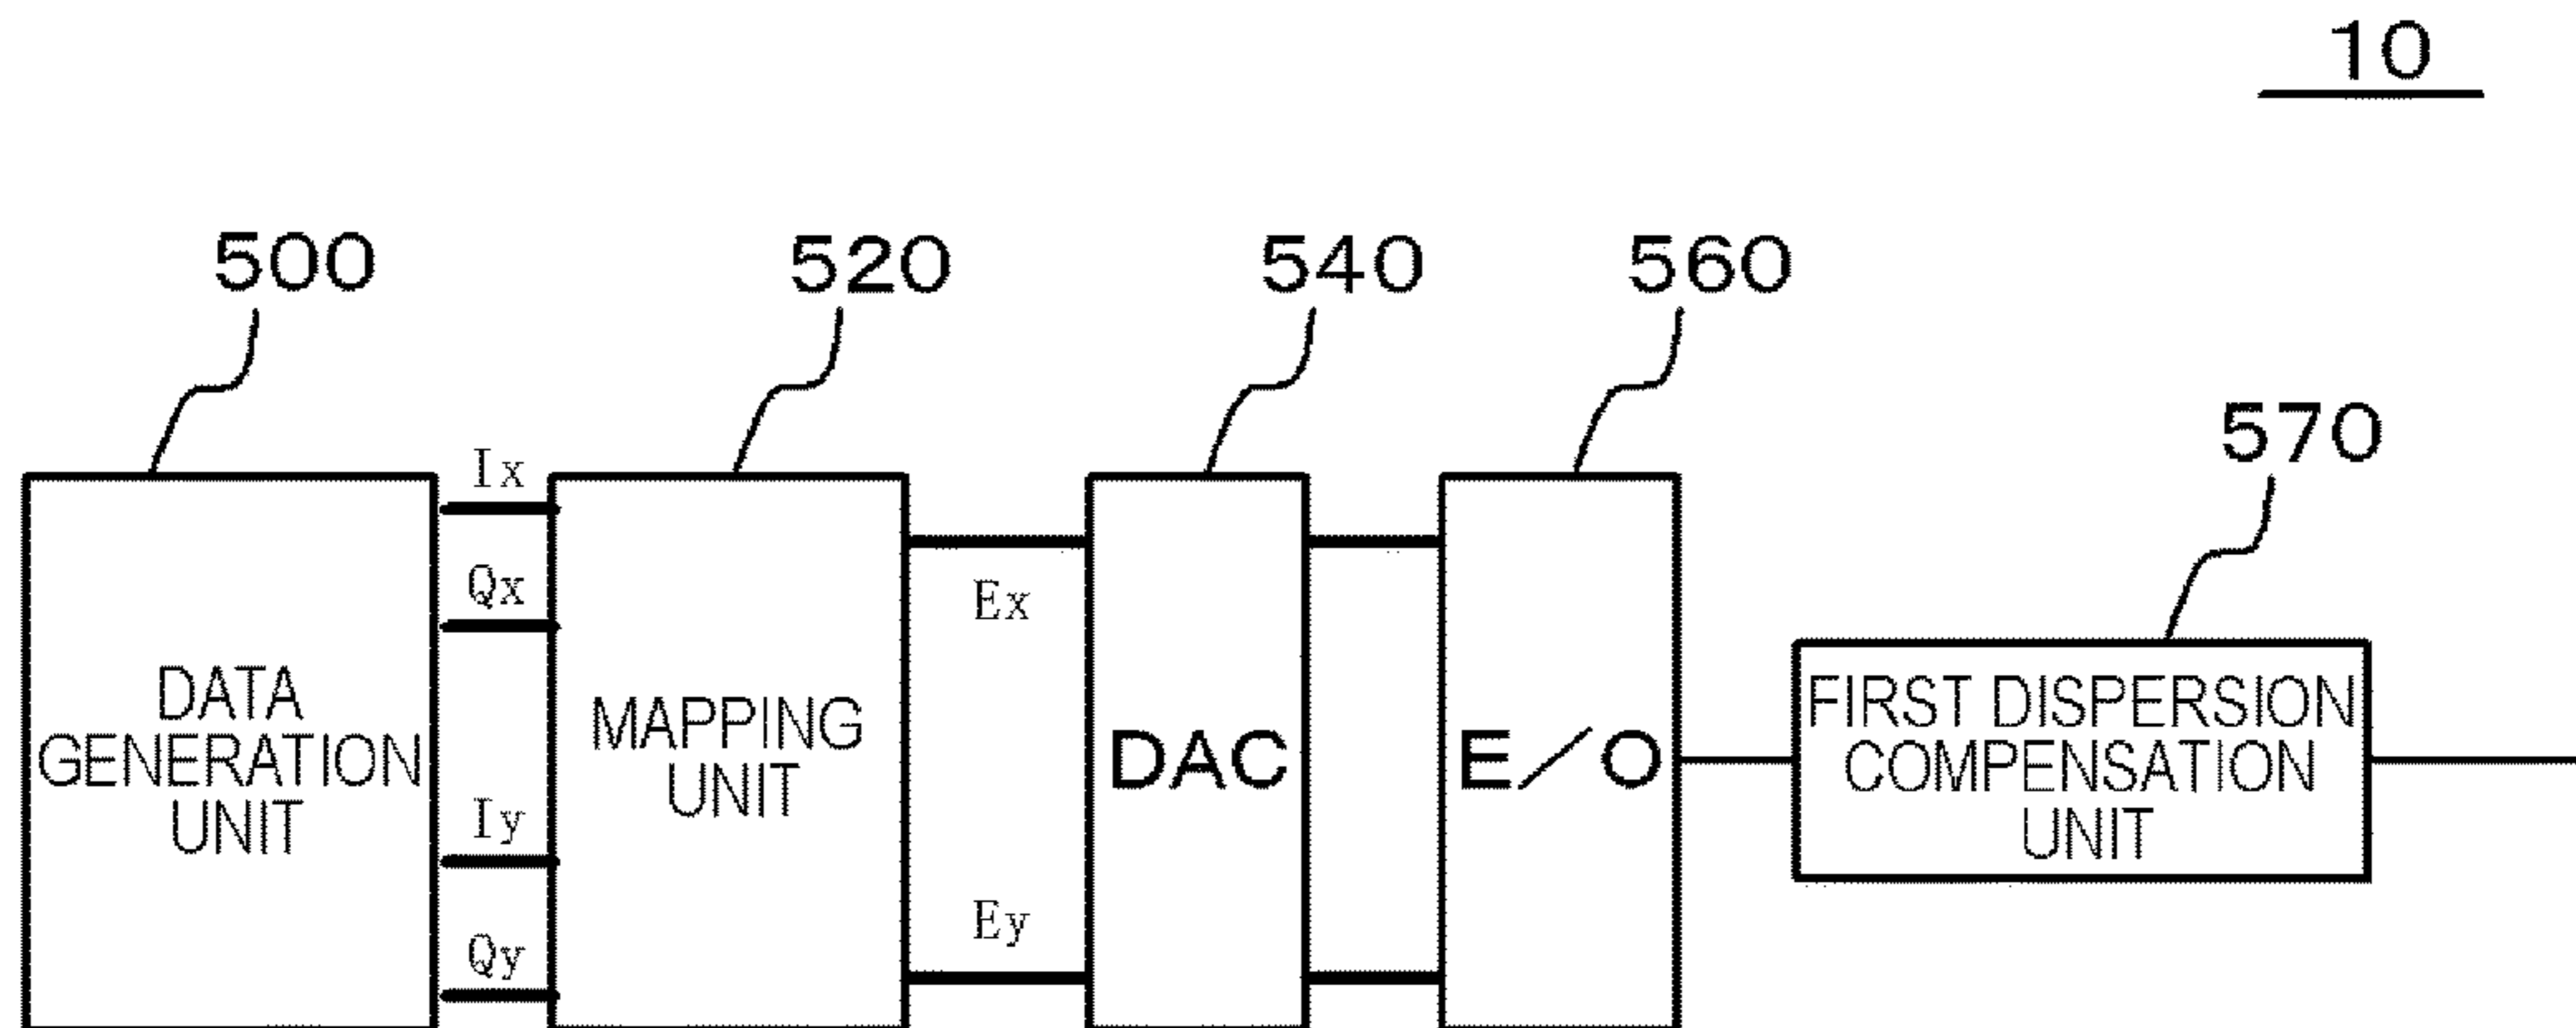 10
500
520
540
560
570
Ix
Qx
Iy
Qy
DATA
GENERATION
UNIT
MAPPING
UNIT
Ex
Ey
DAC
E/O
FIRST DISPERSION
COMPENSATION
UNIT